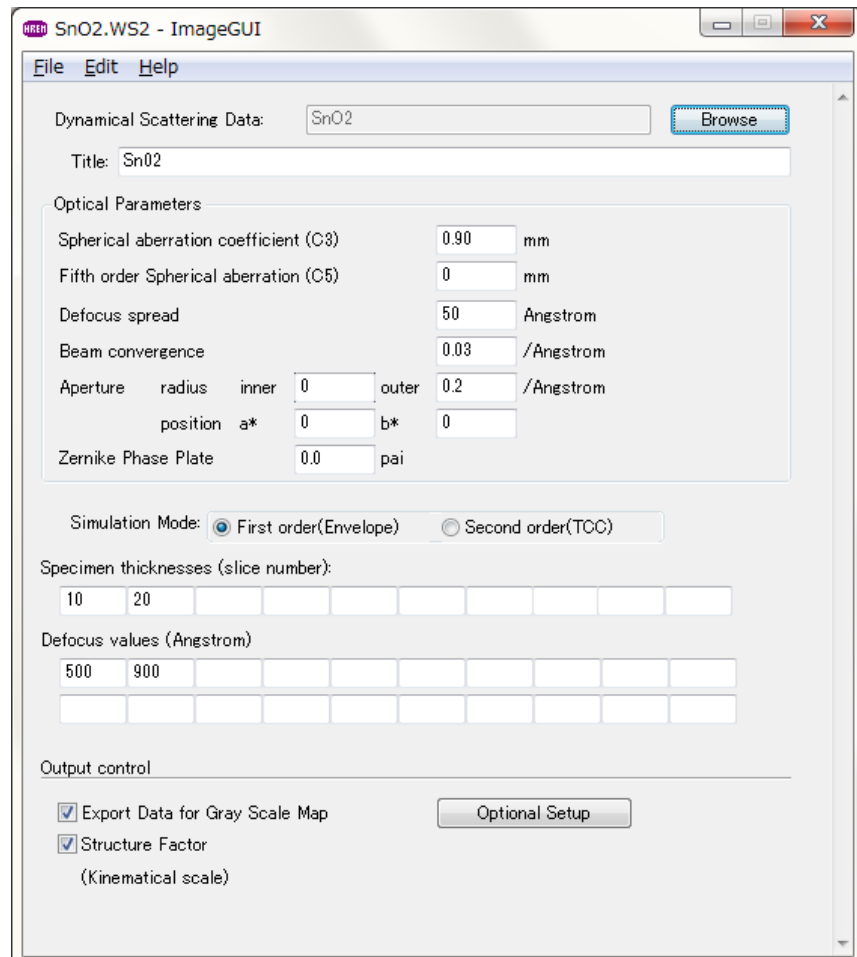 HREM SnO2.WS2 - ImageGUI
File Edit Help
Dynamical Scattering Data: SnO2 Browse
Title: Sn02
Optical Parameters
Spherical aberration coefficient (C3) 0.90 mm
Fifth order Spherical aberration (C5) 0 mm
Defocus spread 50 Angstrom
Beam convergence 0.03 /Angstrom
Aperture radius inner 0 outer 0.2 /Angstrom
position a* 0 b* 0
Zernike Phase Plate 0.0 pai
Simulation Mode: First order(Envelope) Second order(TCC)
Specimen thicknesses (slice number):
10 20
Defocus values (Angstrom)
500 900
Output control
Export Data for Gray Scale Map Optional Setup
Structure Factor
(Kinematical scale)